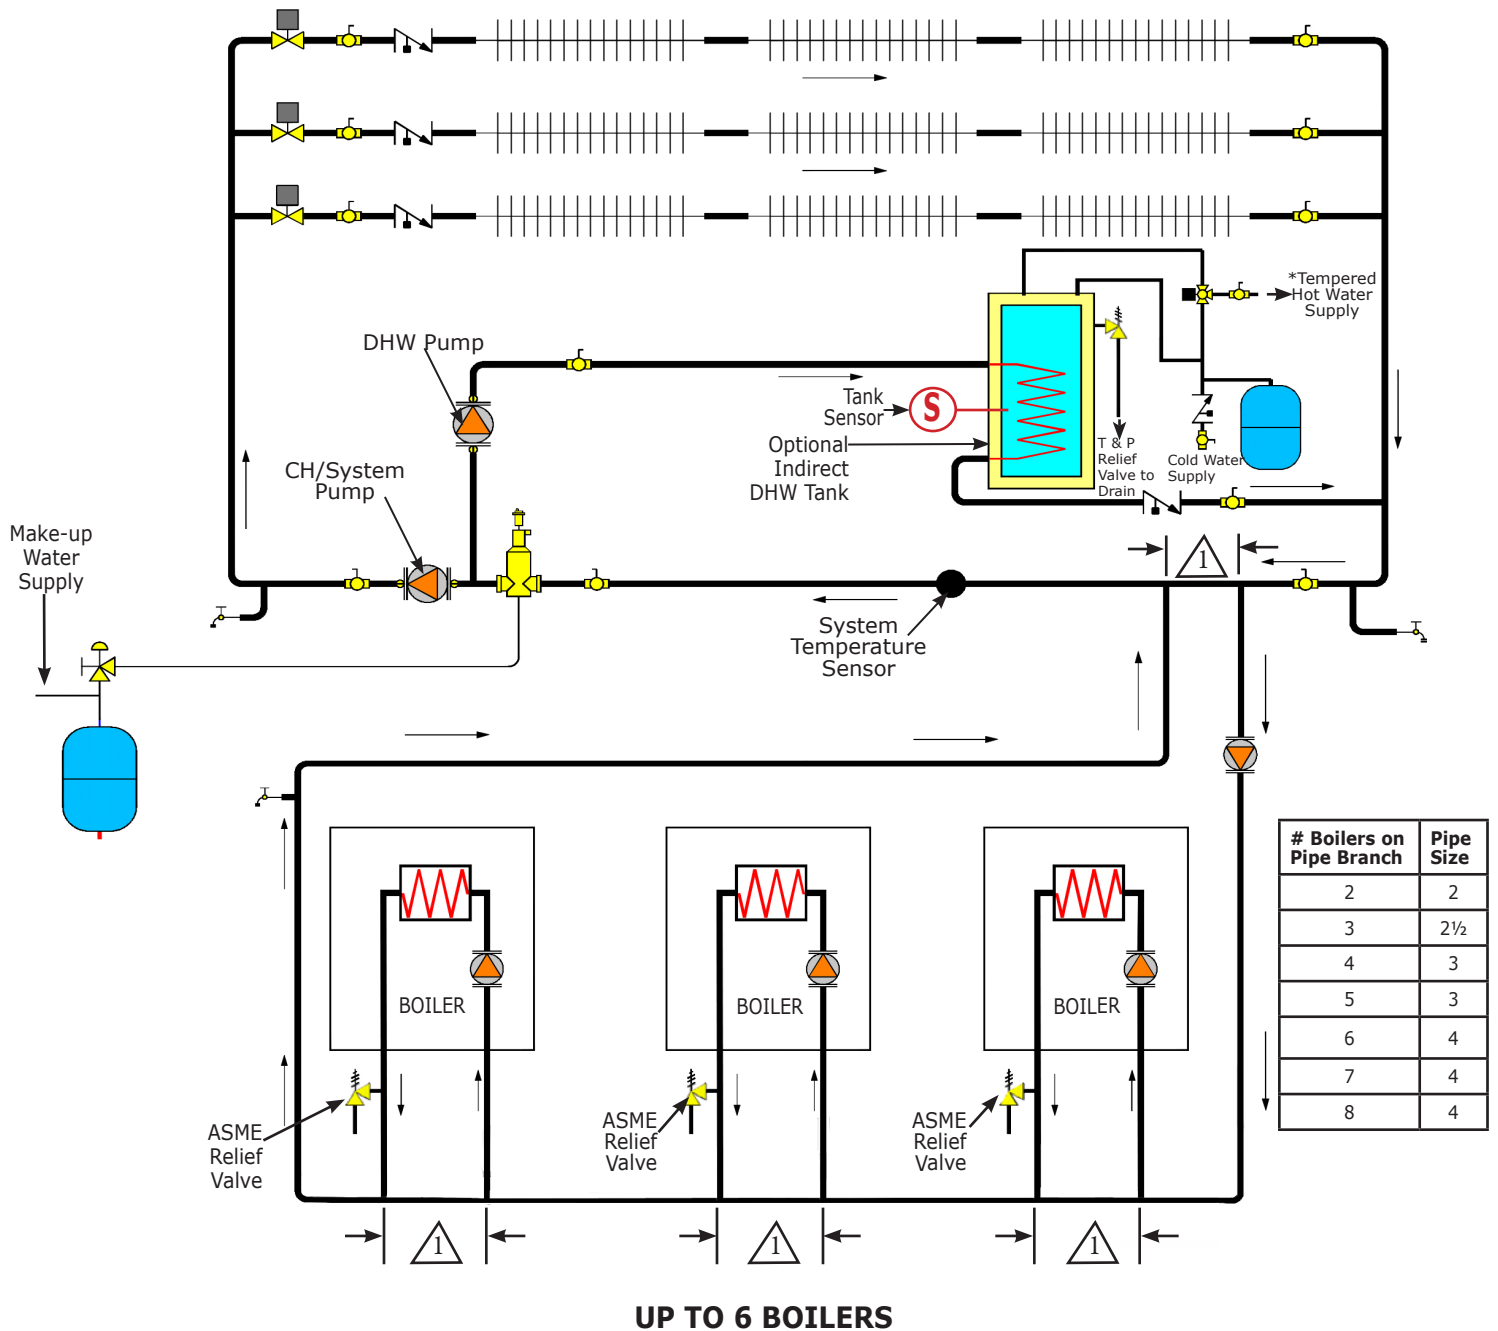 *Tempered
Hot Water
Supply
DHW Pump
Tank
Sensor
S
Optional
Indirect
DHW Tank
T & P
Relief
Valve to
Drain
Cold Water
Supply
CH/System
Pump
Make-up
Water
Supply
1
System
Temperature
Sensor
# Boilers on
Pipe Branch
Pipe
Size
2 2
3 2½
4 3
5 3
6 4
7 4
8 4
BOILER
BOILER
BOILER
ASME
Relief
Valve
ASME
Relief
Valve
ASME
Relief
Valve
1
1
1
UP TO 6 BOILERS